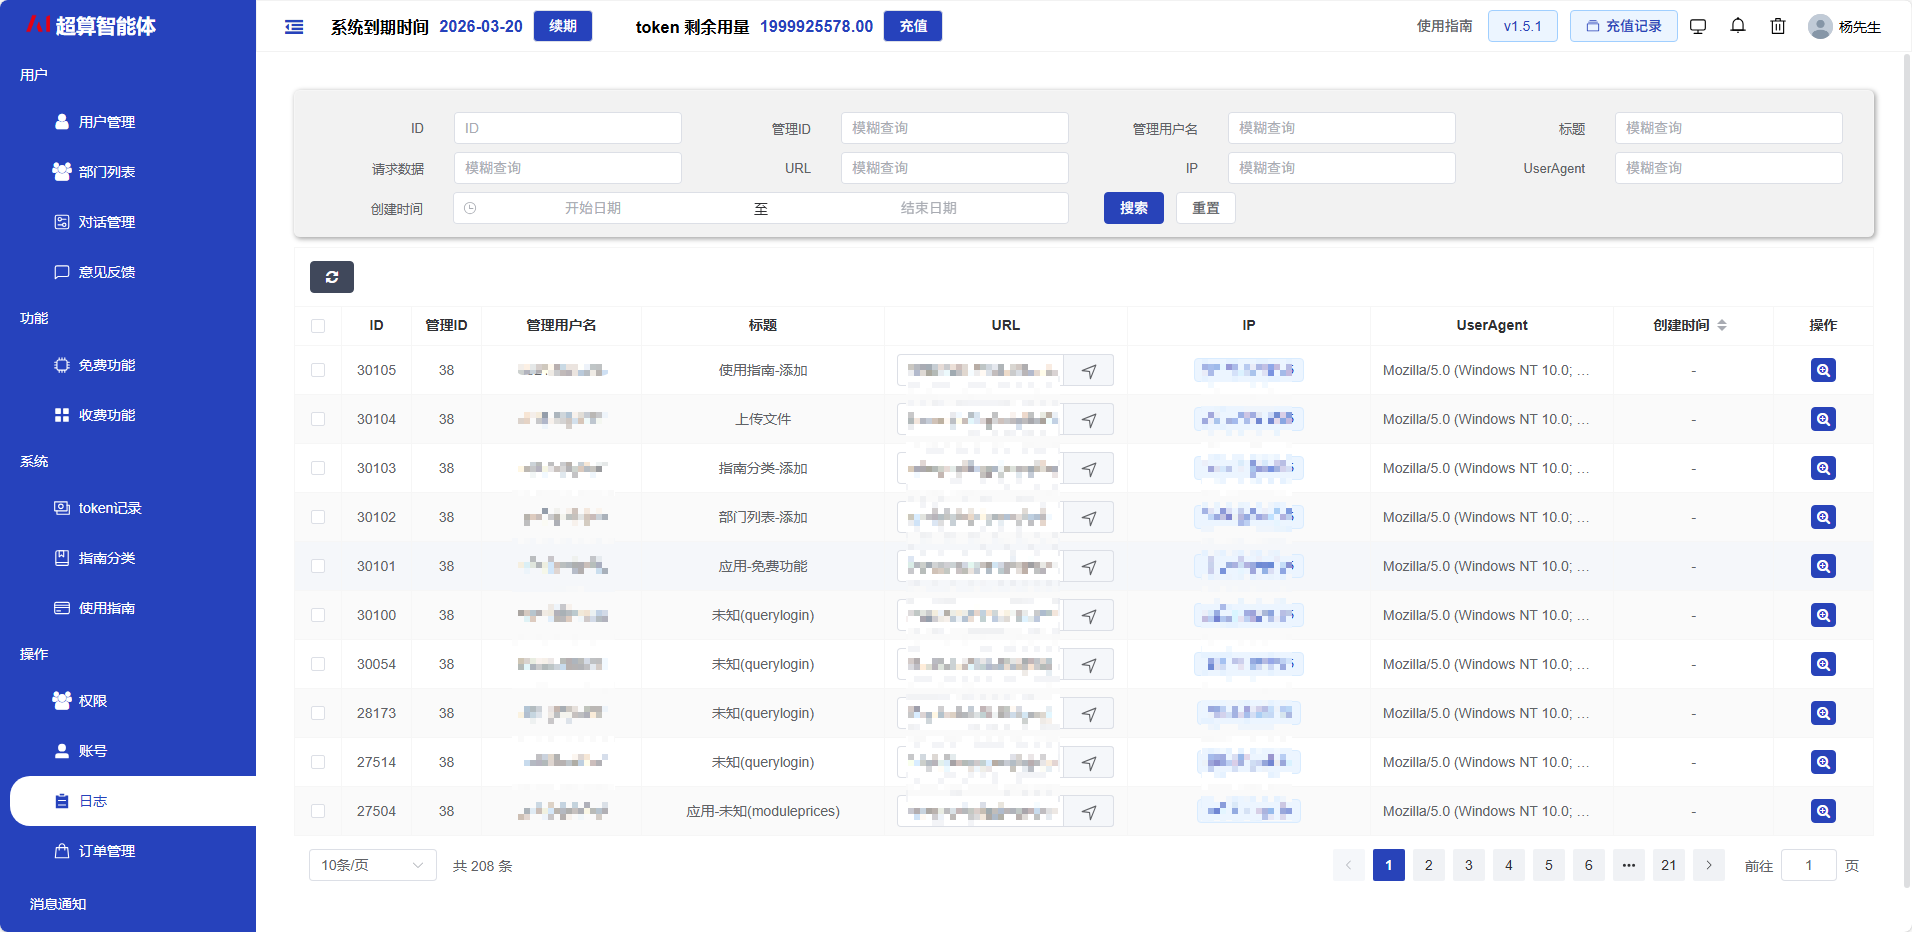 AI 超算智能体
系统到期时间 2026-03-20 续期 token 剩余用量 1999925578.00 充值 使用指南 v1.5.1 充值记录 杨先生
用户
用户管理
部门列表
对话管理
意见反馈
功能
免费功能
收费功能
系统
token记录
指南分类
使用指南
操作
权限
账号
日志
订单管理
消息通知
ID ID 管理ID 模糊查询 管理用户名 模糊查询 标题 模糊查询
请求数据 模糊查询 URL 模糊查询 IP 模糊查询 UserAgent 模糊查询
创建时间 开始日期 至 结束日期 搜索 重置
ID 管理ID 管理用户名 标题 URL IP UserAgent 创建时间 操作
30105 38 使用指南-添加 Mozilla/5.0 (Windows NT 10.0; ... -
30104 38 上传文件 Mozilla/5.0 (Windows NT 10.0; ... -
30103 38 指南分类-添加 Mozilla/5.0 (Windows NT 10.0; ... -
30102 38 部门列表-添加 Mozilla/5.0 (Windows NT 10.0; ... -
30101 38 应用-免费功能 Mozilla/5.0 (Windows NT 10.0; ... -
30100 38 未知(querylogin) Mozilla/5.0 (Windows NT 10.0; ... -
30054 38 未知(querylogin) Mozilla/5.0 (Windows NT 10.0; ... -
28173 38 未知(querylogin) Mozilla/5.0 (Windows NT 10.0; ... -
27514 38 未知(querylogin) Mozilla/5.0 (Windows NT 10.0; ... -
27504 38 应用-未知(moduleprices) Mozilla/5.0 (Windows NT 10.0; ... -
10条/页 共 208 条 1 2 3 4 5 6 ••• 21 前往 1 页